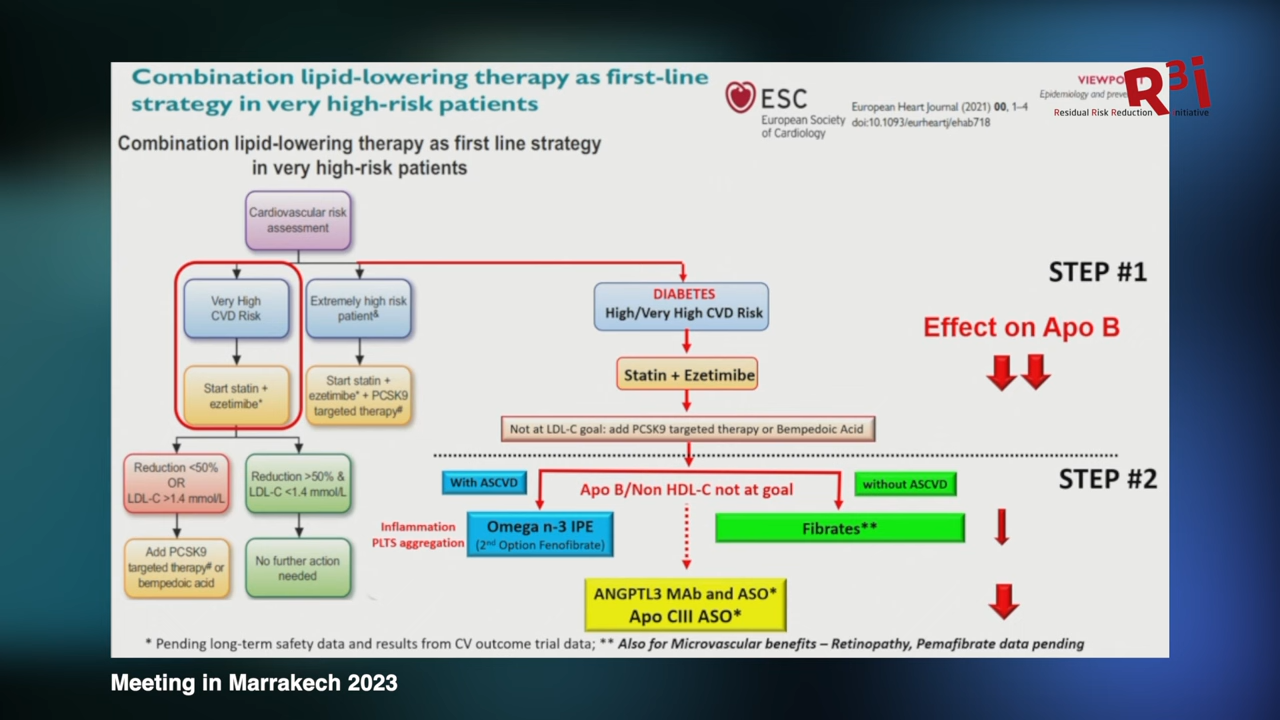 Combination lipid-lowering therapy as first-line
strategy in very high-risk patients
ESC
European Society
of Cardiology
European Heart Journal (2021) 00, 1–4
doi:10.1093/eurheartj/ehab718
Epidemiology and
R3i
Residual Risk Reduction Initiative
Combination lipid-lowering therapy as first line strategy
in very high-risk patients
Cardiovascular risk
assessment
Very High
CVD Risk
Extremely high risk
patient&
Start statin +
ezetimibe*
Start statin +
ezetimibe* + PCSK9
targeted therapy#
Reduction <50%
OR
LDL-C >1.4 mmol/L
Reduction >50% &
LDL-C <1.4 mmol/L
Add PCSK9
targeted therapy# or
bempedoic acid
No further action
needed
DIABETES
High/Very High CVD Risk
Statin + Ezetimibe
Not at LDL-C goal: add PCSK9 targeted therapy or Bempedoic Acid
STEP #1
Effect on Apo B
STEP #2
With ASCVD
Apo B/Non HDL-C not at goal
without ASCVD
Inflammation
PLTS aggregation
Omega n-3 IPE
(2nd Option Fenofibrate)
Fibrates**
ANGPTL3 MAb and ASO*
Apo CIII ASO*
* Pending long-term safety data and results from CV outcome trial data; ** Also for Microvascular benefits – Retinopathy, Pemafibrate data pending
Meeting in Marrakech 2023